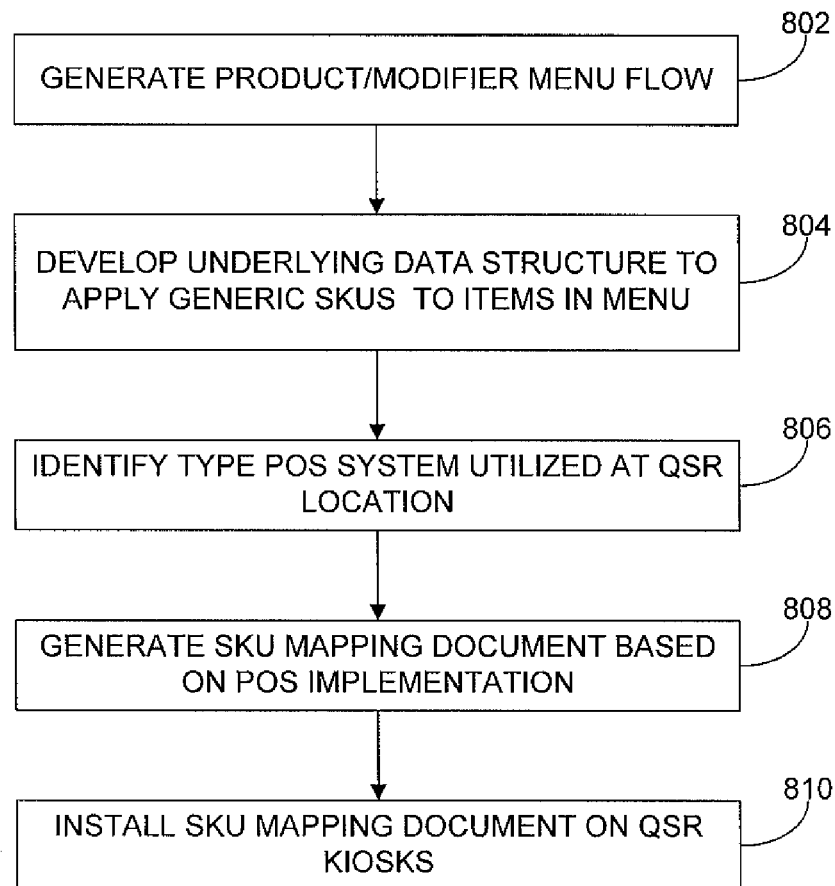 802
GENERATE PRODUCT/MODIFIER MENU FLOW
804
DEVELOP UNDERLYING DATA STRUCTURE TO
APPLY GENERIC SKUS TO ITEMS IN MENU
806
IDENTIFY TYPE POS SYSTEM UTILIZED AT QSR
LOCATION
808
GENERATE SKU MAPPING DOCUMENT BASED
ON POS IMPLEMENTATION
810
INSTALL SKU MAPPING DOCUMENT ON QSR
KIOSKS